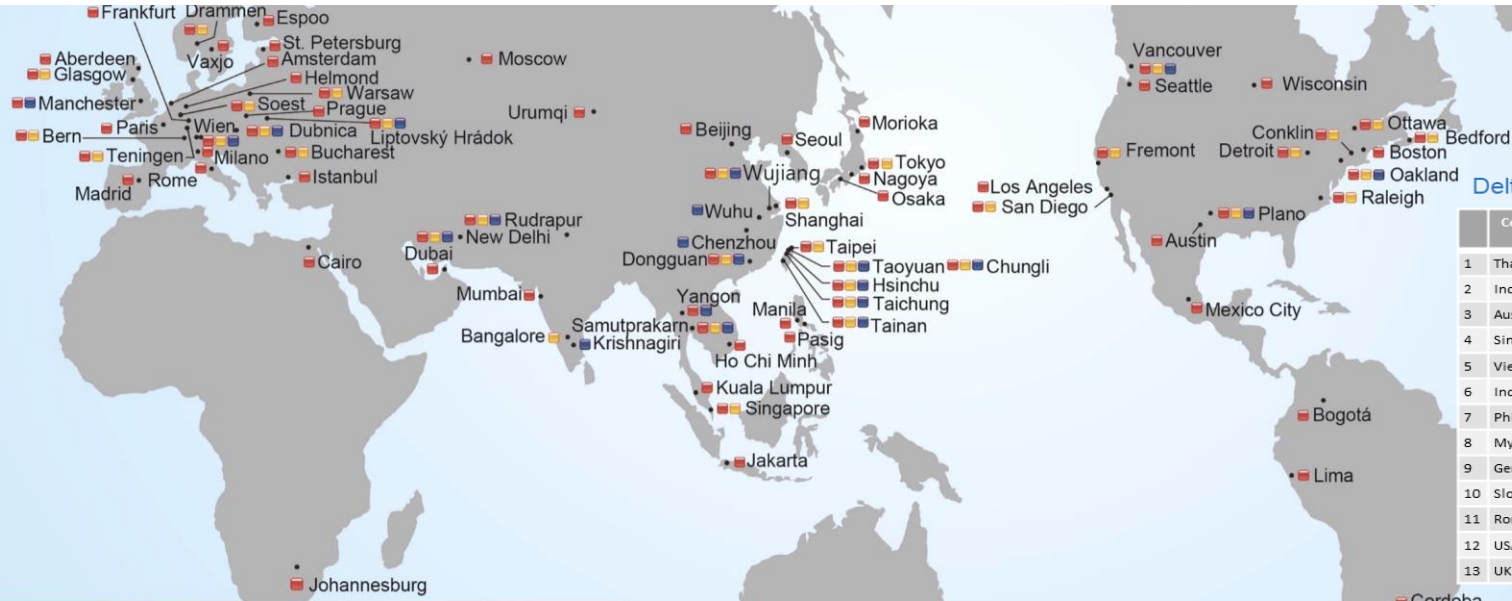 Frankfurt
Drammen
Espoo
St. Petersburg
Vaxjo
Amsterdam
Aberdeen
Glasgow
Helmond
Moscow
Warsaw
Manchester
Soest
Prague
Paris
Wien
Dubnica
Liptovský Hrádok
Bern
Teningen
Milano
Bucharest
Madrid
Rome
Istanbul
Urumqi
Beijing
Seoul
Morioka
Tokyo
Nagoya
Osaka
Wujiang
Shanghai
Wuhu
Chenzhou
Dongguan
Rudrapur
New Delhi
Dubai
Cairo
Mumbai
Bangalore
Krishnagiri
Yangon
Samutprakarn
Taipei
Taoyuan
Chungli
Hsinchu
Taichung
Tainan
Manila
Pasig
Ho Chi Minh
Kuala Lumpur
Singapore
Jakarta
Johannesburg
Vancouver
Seattle
Wisconsin
Fremont
Los Angeles
San Diego
Conklin
Ottawa
Bedford
Detroit
Boston
Oakland
Raleigh
Plano
Austin
Mexico City
Bogotá
Lima
1
2
3
4
5
6
7
8
9
10
11
12 USA
13 UK